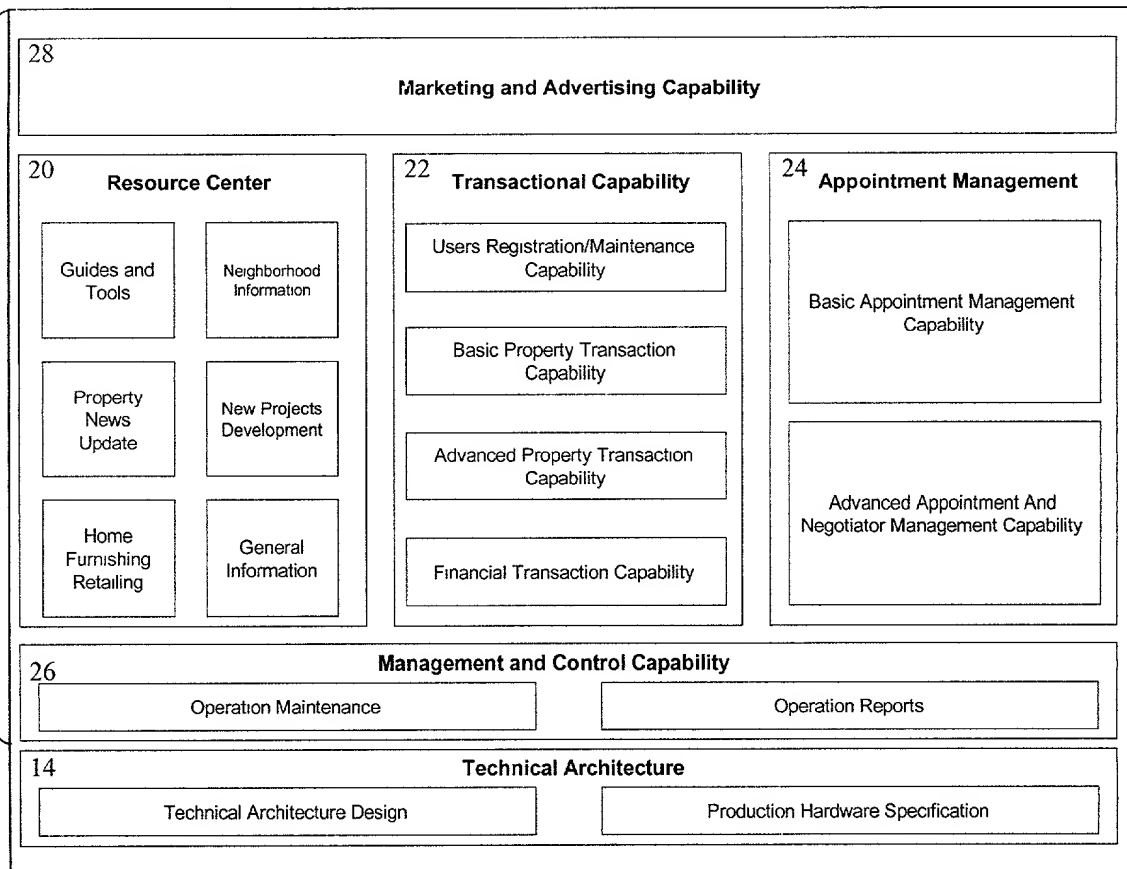 28
Marketing and Advertising Capability
20
Resource Center
Guides and
Tools
Neighborhood
Information
Property
News
Update
New Projects
Development
Home
Furnishing
Retailing
General
Information
22
Transactional Capability
Users Registration/Maintenance
Capability
Basic Property Transaction
Capability
Advanced Property Transaction
Capability
Financial Transaction Capability
24
Appointment Management
Basic Appointment Management
Capability
Advanced Appointment And
Negotiator Management Capability
26
Management and Control Capability
Operation Maintenance
Operation Reports
14
Technical Architecture
Technical Architecture Design
Production Hardware Specification